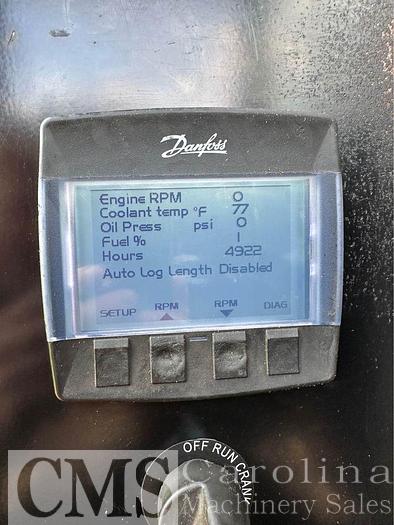 Danfoss
Engine RPM 0
Coolant temp °F 77
Oil Press psi 0
Fuel % 1
Hours 4922
Auto Log Length Disabled
SETUP RPM RPM DIAG
OFF RUN CRANK
CMS Carolina
Machinery Sales